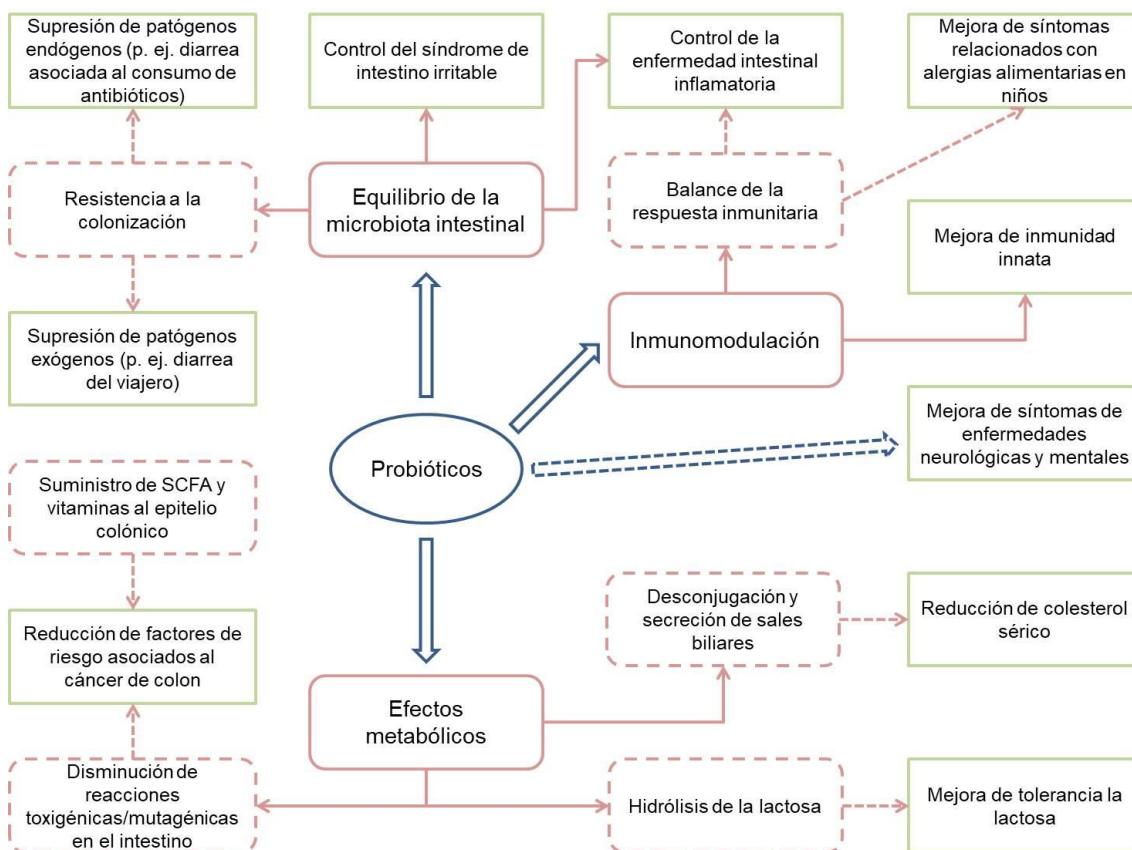 Supresión de patógenos
endógenos (p. ej. diarrea
asociada al consumo de
antibióticos)
Control del síndrome de
intestino irritable
Control de la
enfermedad intestinal
inflamatoria
Mejora de síntomas
relacionados con
alergias alimentarias en
niños
Resistencia a la
colonización
Equilibrio de la
microbiota intestinal
Balance de la
respuesta inmunitaria
Mejora de inmunidad
innata
Supresión de patógenos
exógenos (p. ej. diarrea
del viajero)
Inmunomodulación
Probióticos
Mejora de síntomas de
enfermedades
neurológicas y mentales
Suministro de SCFA y
vitaminas al epitelio
colónico
Reducción de factores de
riesgo asociados al
cáncer de colon
Desconjugación y
secreción de sales
biliares
Reducción de colesterol
sérico
Efectos
metabólicos
Disminución de
reacciones
toxigénicas/mutagénicas
en el intestino
Hidrólisis de la lactosa
Mejora de tolerancia la
lactosa